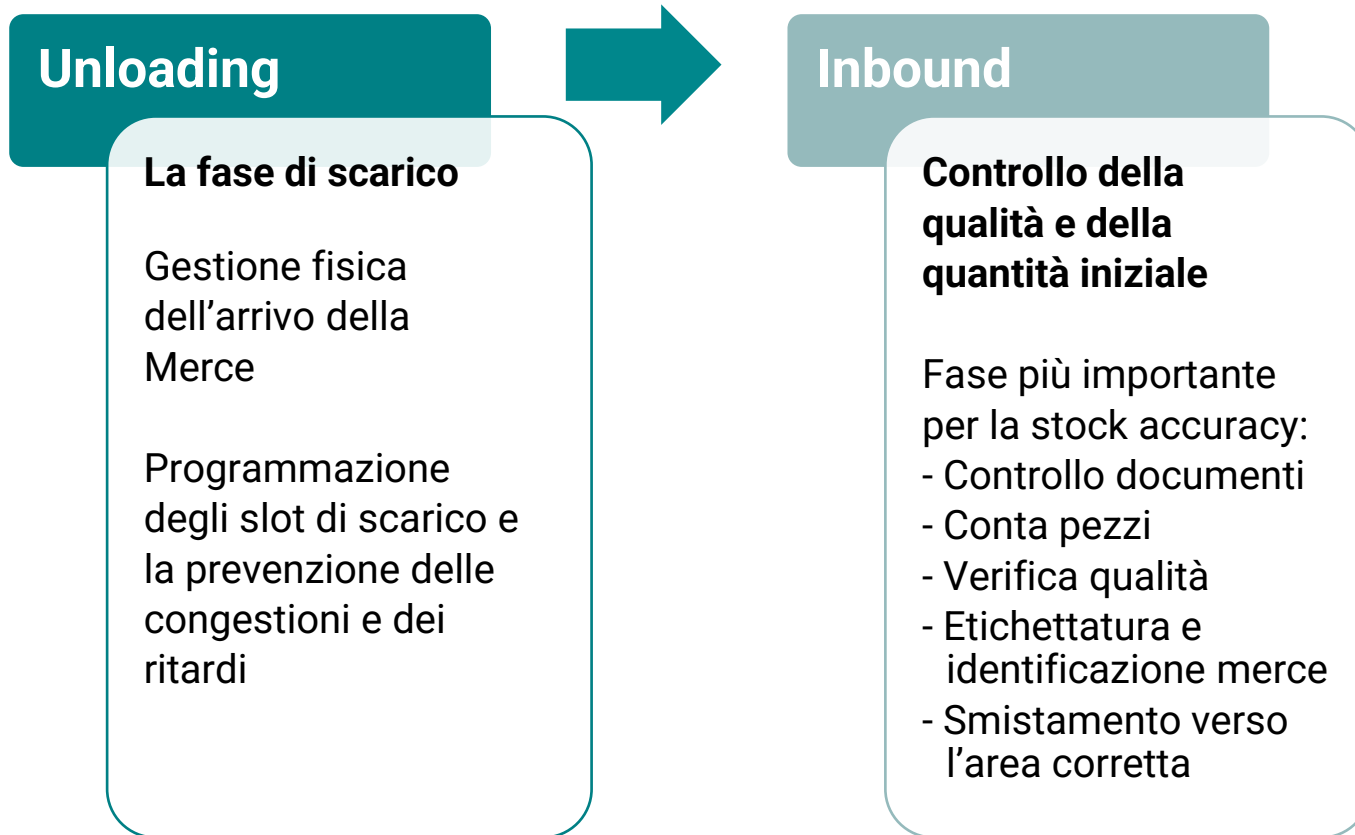 Unloading
La fase di scarico
Gestione fisica
dell’arrivo della
Merce
Programmazione
degli slot di scarico e
la prevenzione delle
congestioni e dei
ritardi
Inbound
Controllo della
qualità e della
quantità iniziale
Fase più importante
per la stock accuracy:
- Controllo documenti
- Conta pezzi
- Verifica qualità
- Etichettatura e
identificazione merce
- Smistamento verso
l’area corretta